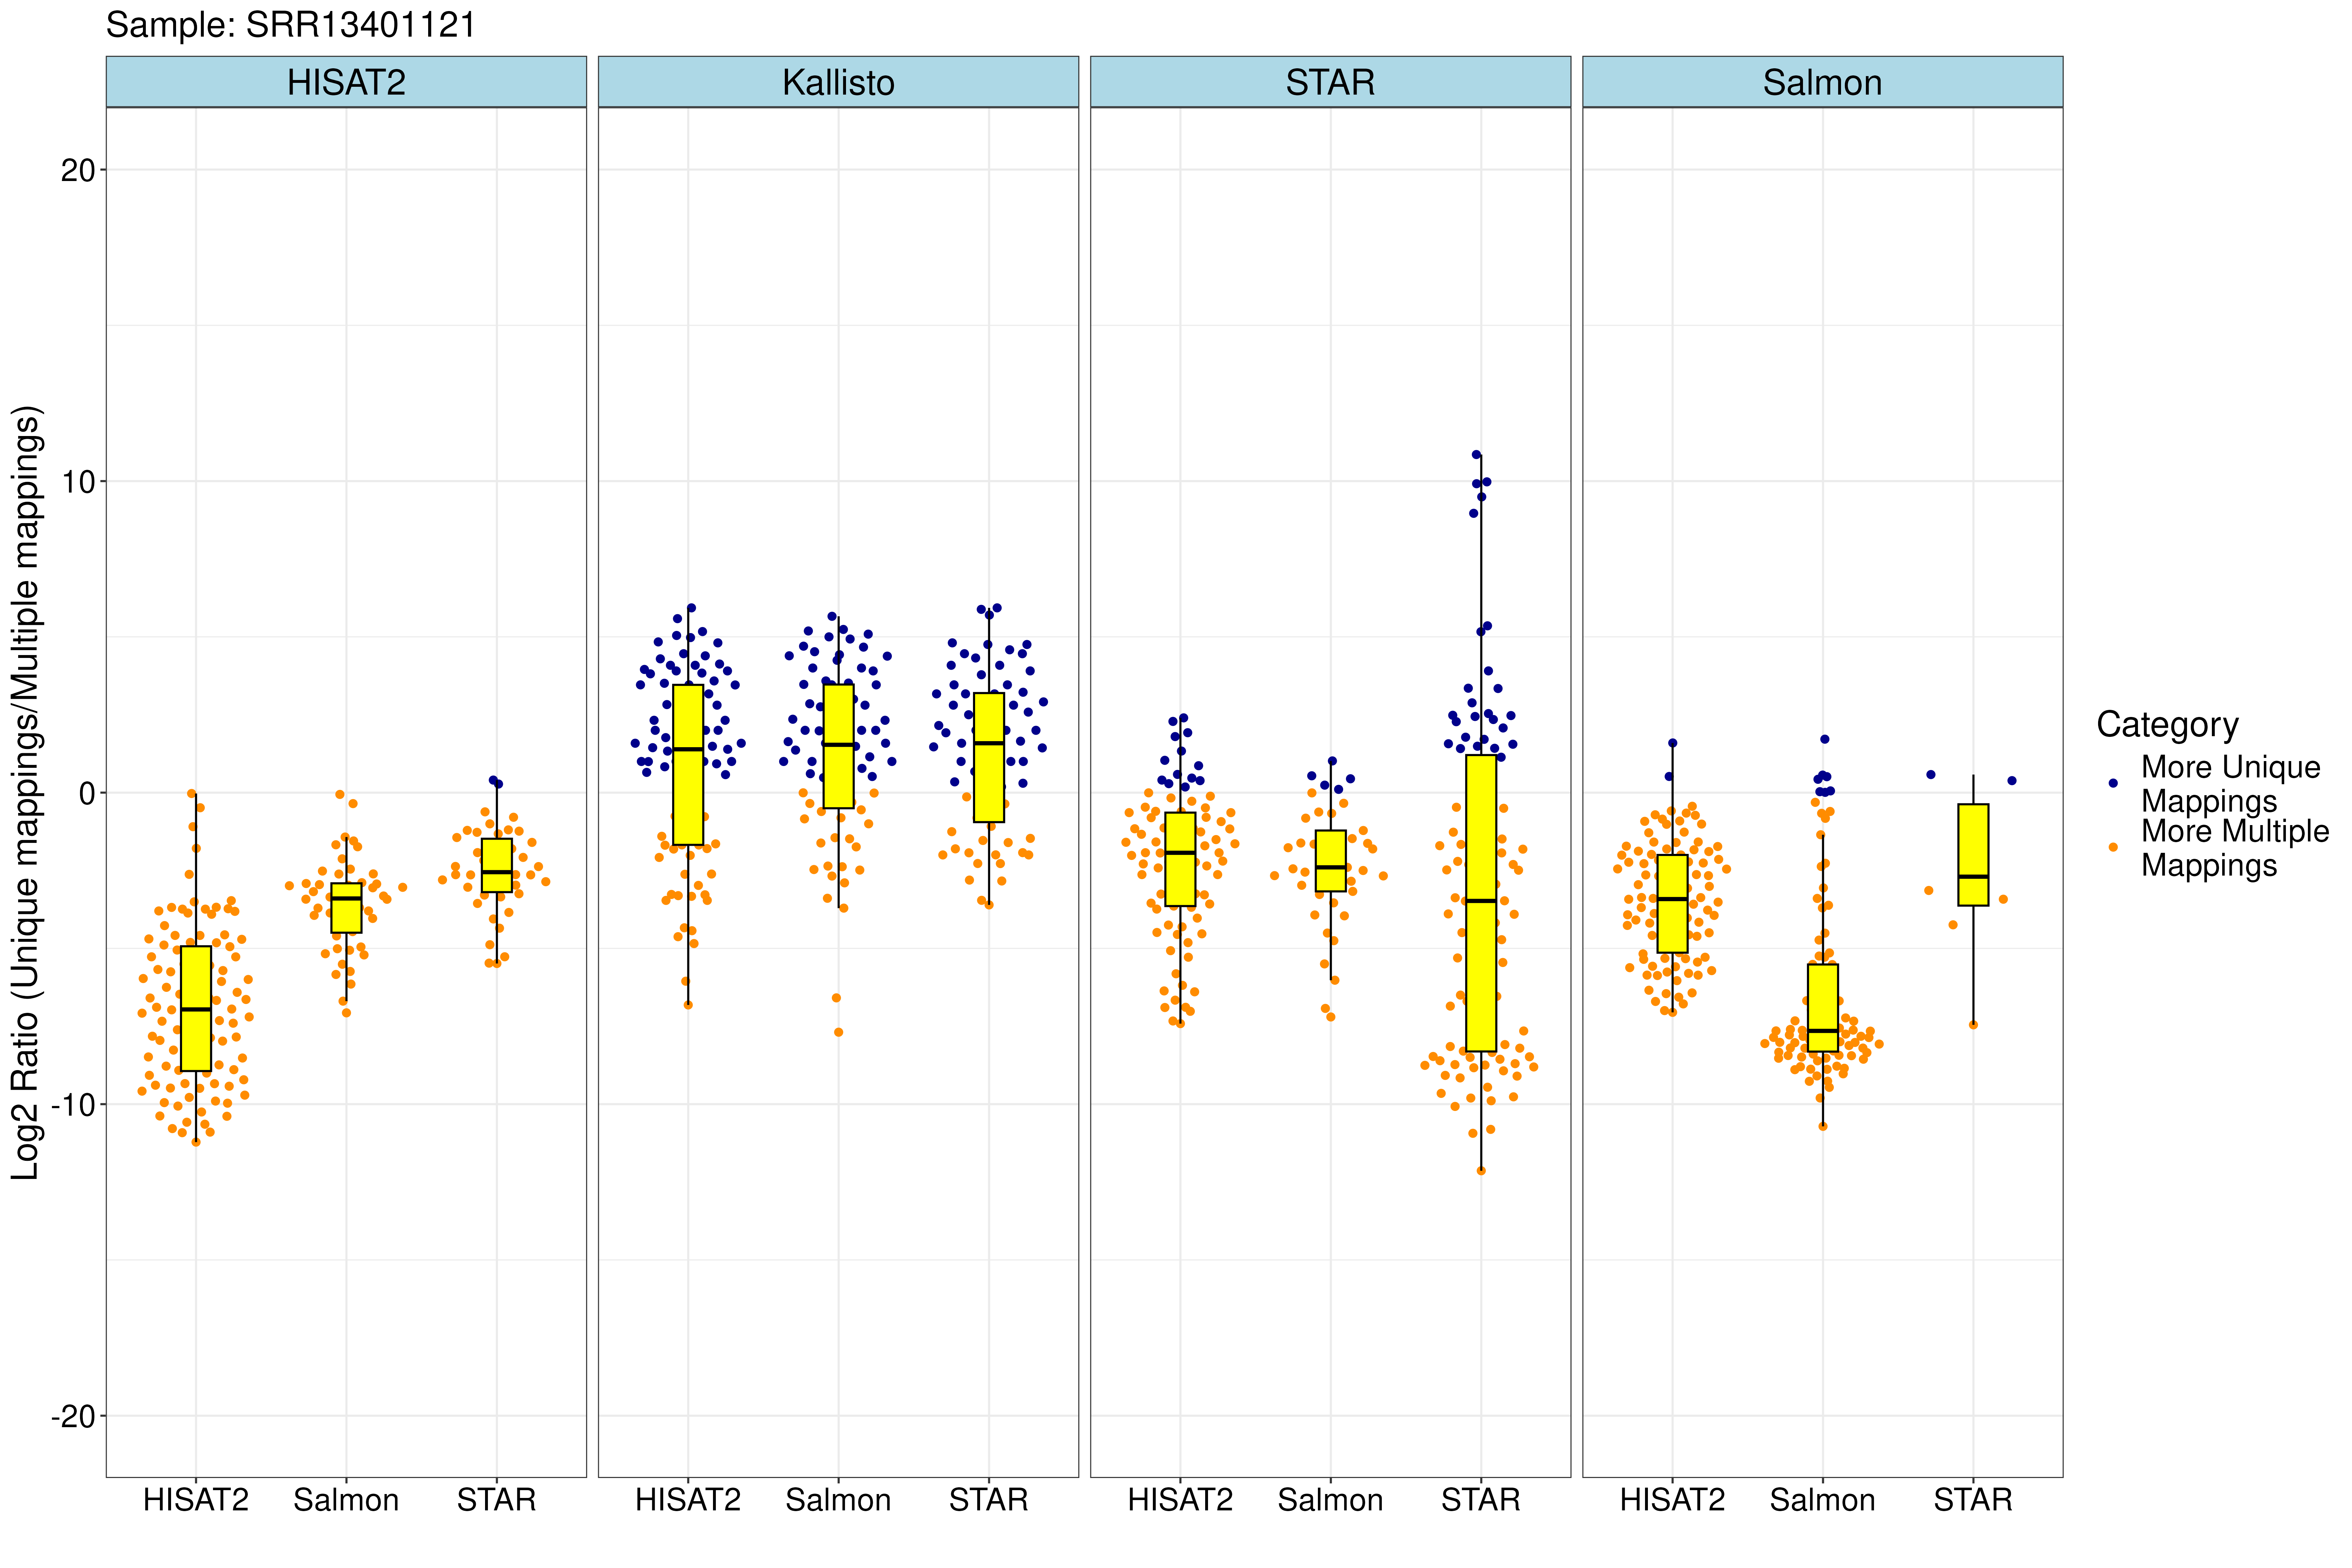 Sample: SRR13401121
HISAT2
Kallisto
STAR
Salmon
Log2 Ratio (Unique mappings/Multiple mappings)
20
10
0
-10
-20
HISAT2
Salmon
STAR
HISAT2
Salmon
STAR
HISAT2
Salmon
STAR
HISAT2
Salmon
STAR
Category
More Unique
Mappings
More Multiple
Mappings